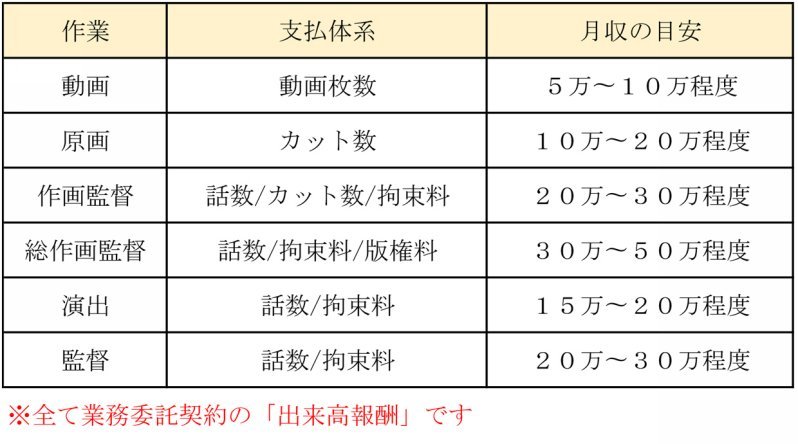 作業 支払体系 月収の目安
動画 動画枚数 ５万～１０万程度
原画 カット数 １０万～２０万程度
作画監督 話数/カット数/拘束料 ２０万～３０万程度
総作画監督 話数/拘束料/版権料 ３０万～５０万程度
演出 話数/拘束料 １５万～２０万程度
監督 話数/拘束料 ２０万～３０万程度
※全て業務委託契約の「出来高報酬」です